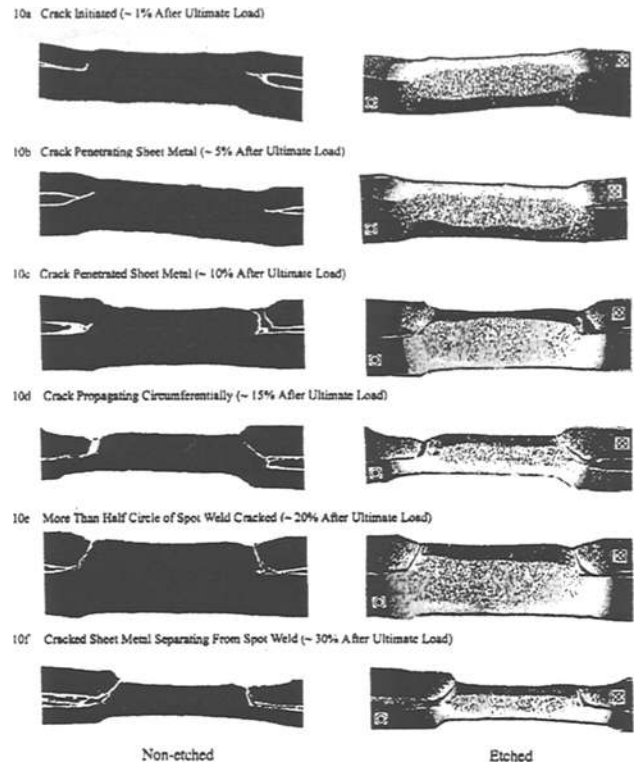 10a Crack Initiated (~ 1% After Ultimate Load)
10b Crack Penetrating Sheet Metal (~ 5% After Ultimate Load)
10c Crack Penetrated Sheet Metal (~ 10% After Ultimate Load)
10d Crack Propagating Circumferentially (~ 15% After Ultimate Load)
10e More Than Half Circle of Spot Weld Cracked (~ 20% After Ultimate Load)
10f Cracked Sheet Metal Separating From Spot Weld (~ 30% After Ultimate Load)
Non-etched Etched